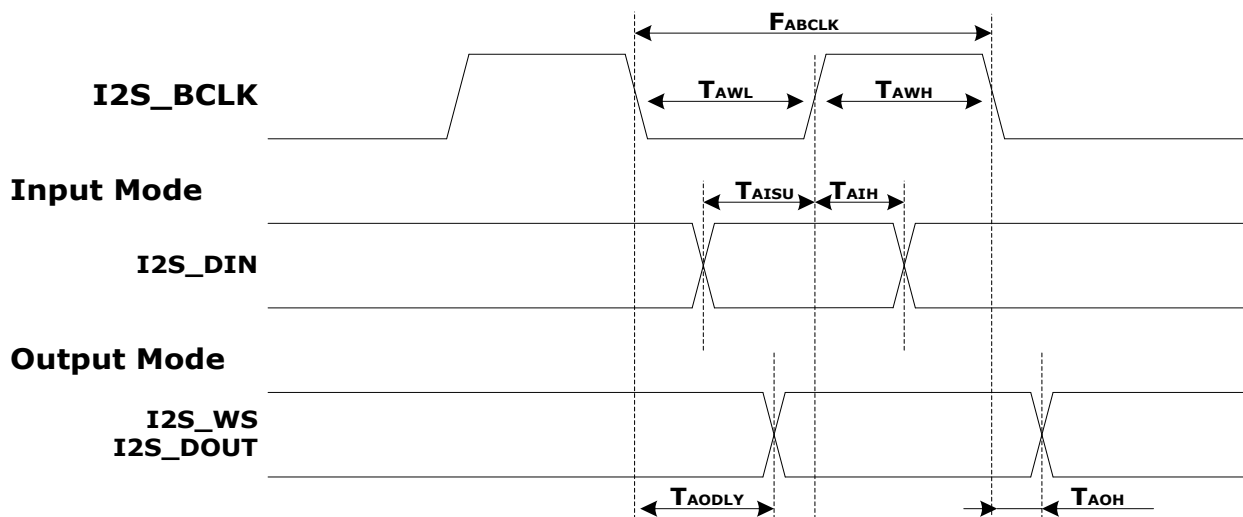 FABCLK
I2S_BCLK
TAWL
TAWH
Input Mode
TAISU
TAIH
I2S_DIN
Output Mode
I2S_WS
I2S_DOUT
TAODLY
TAOH